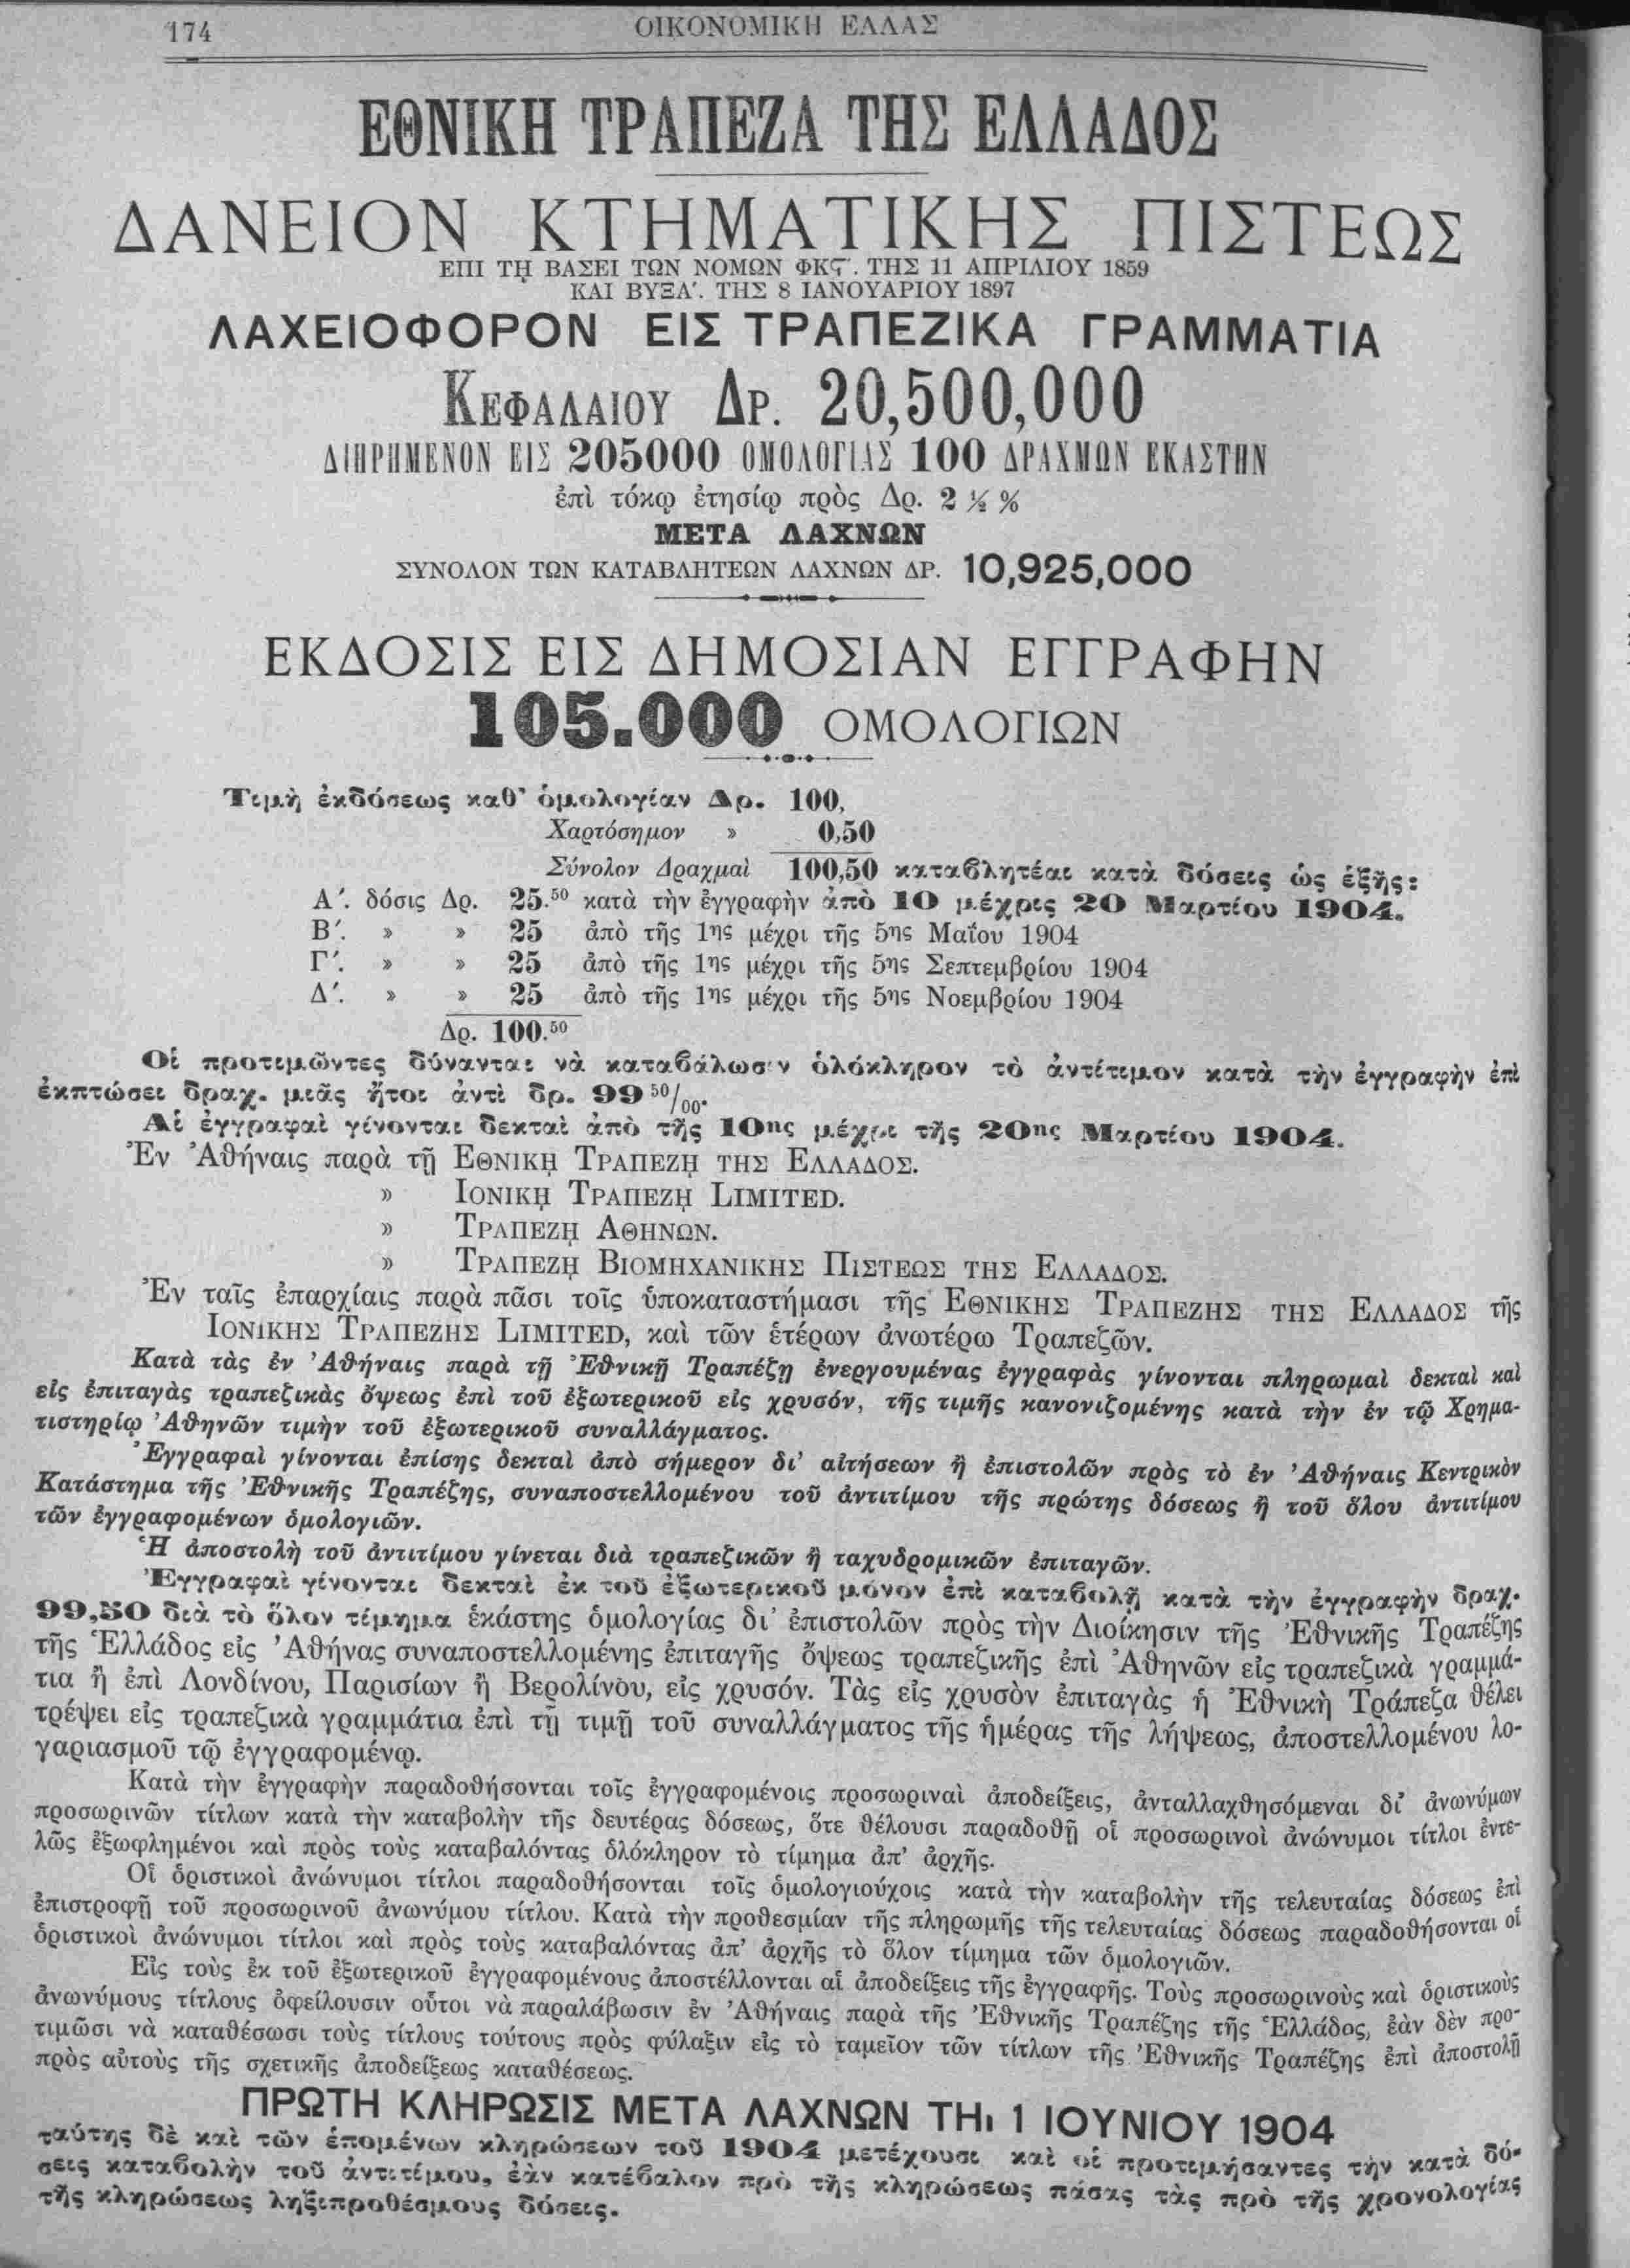 174
ΟΙΚΟΝΟΜΙΚΗ ΕΛΛΑΣ
ΕΘΝΙΚΗ ΤΡΑΠΕΖΑ ΤΗΣ ΕΛΛΑΔΟΣ
ΔΑΝΕΙΟΝ ΚΤΗΜΑΤΙΚΗΣ ΠΙΣΤΕΩΣ
ΕΠΙ Τῌ ΒΑΣΕΙ ΤΩΝ ΝΟΜΩΝ ΦΚϚ΄. ΤΗΣ 11 ΑΠΡΙΛΙΟΥ 1859
ΚΑΙ ΒΥΞΑ΄. ΤΗΣ 8 ΙΑΝΟΥΑΡΙΟΥ 1897
ΛΑΧΕΙΟΦΟΡΟΝ ΕΙΣ ΤΡΑΠΕΖΙΚΑ ΓΡΑΜΜΑΤΙΑ
ΚΕΦΑΛΑΙΟΥ ΔΡ. 20,500,000
ΔΙΗΡΗΜΕΝΟΝ ΕΙΣ 205000 ΟΜΟΛΟΓΙΑΣ 100 ΔΡΑΧΜΩΝ ΕΚΑΣΤΗΝ
ἐπὶ τόκῳ ἐτησίῳ πρὸς Δρ. 2 ½ %
ΜΕΤΑ ΛΑΧΝΩΝ
ΣΥΝΟΛΟΝ ΤΩΝ ΚΑΤΑΒΛΗΤΕΩΝ ΛΑΧΝΩΝ ΔΡ. 10,925,000
ΕΚΔΟΣΙΣ ΕΙΣ ΔΗΜΟΣΙΑΝ ΕΓΓΡΑΦΗΝ
105.000 ΟΜΟΛΟΓΙΩΝ
Τιμὴ ἐκδόσεως καθ' ὁμολογίαν Δρ. 100,
Χαρτόσημον » 0,50
Σύνολον Δραχμαὶ 100,50 καταβλητέαι κατὰ δόσεις ὡς ἑξῆς:
Α΄. δόσις Δρ. 25.50 κατὰ τὴν ἐγγραφὴν ἀπὸ 10 μέχρις 20 Μαρτίου 1904.
Β΄. » » 25 ἀπὸ τῆς 1ης μέχρι τῆς 5ης Μαΐου 1904
Γ΄. » » 25 ἀπὸ τῆς 1ης μέχρι τῆς 5ης Σεπτεμβρίου 1904
Δ΄. » » 25 ἀπὸ τῆς 1ης μέχρι τῆς 5ης Νοεμβρίου 1904
Δρ. 100.50
Οἱ προτιμῶντες δύνανται νὰ καταβάλωσιν ὁλόκληρον τὸ ἀντίτιμον κατὰ τὴν ἐγγραφὴν ἐπὶ
ἐκπτώσει δραχ. μιᾶς ἤτοι ἀντὶ δρ. 99 50/00.
Αἱ ἐγγραφαὶ γίνονται δεκταὶ ἀπὸ τῆς 10ης μέχρι τῆς 20ης Μαρτίου 1904.
Ἐν Ἀθήναις παρὰ τῇ ΕΘΝΙΚῌ ΤΡΑΠΕΖῌ ΤΗΣ ΕΛΛΑΔΟΣ.
» ΙΟΝΙΚῌ ΤΡΑΠΕΖῌ LIMITED.
» ΤΡΑΠΕΖῌ ΑΘΗΝΩΝ.
» ΤΡΑΠΕΖῌ ΒΙΟΜΗΧΑΝΙΚΗΣ ΠΙΣΤΕΩΣ ΤΗΣ ΕΛΛΑΔΟΣ.
Ἐν ταῖς ἐπαρχίαις παρὰ πᾶσι τοῖς ὑποκαταστήμασι τῆς ΕΘΝΙΚΗΣ ΤΡΑΠΕΖΗΣ ΤΗΣ ΕΛΛΑΔΟΣ τῆς
ΙΟΝΙΚΗΣ ΤΡΑΠΕΖΗΣ LIMITED, καὶ τῶν ἑτέρων ἀνωτέρω Τραπεζῶν.
Κατὰ τὰς ἐν Ἀθήναις παρὰ τῇ Ἐθνικῇ Τραπέζῃ ἐνεργουμένας ἐγγραφὰς γίνονται πληρωμαὶ δεκταὶ καὶ
εἰς ἐπιταγὰς τραπεζικὰς ὄψεως ἐπὶ τοῦ ἐξωτερικοῦ εἰς χρυσόν, τῆς τιμῆς κανονιζομένης κατὰ τὴν ἐν τῷ Χρημα-
τιστηρίῳ Ἀθηνῶν τιμὴν τοῦ ἐξωτερικοῦ συναλλάγματος.
Ἐγγραφαὶ γίνονται ἐπίσης δεκταὶ ἀπὸ σήμερον δι' αἰτήσεων ἢ ἐπιστολῶν πρὸς τὸ ἐν Ἀθήναις Κεντρικὸν
Κατάστημα τῆς Ἐθνικῆς Τραπέζης, συναποστελλομένου τοῦ ἀντιτίμου τῆς πρώτης δόσεως ἢ τοῦ ὅλου ἀντιτίμου
τῶν ἐγγραφομένων ὁμολογιῶν.
Ἡ ἀποστολὴ τοῦ ἀντιτίμου γίνεται διὰ τραπεζικῶν ἢ ταχυδρομικῶν ἐπιταγῶν.
Ἐγγραφαὶ γίνονται δεκταὶ ἐκ τοῦ ἐξωτερικοῦ μόνον ἐπὶ καταβολῇ κατὰ τὴν ἐγγραφὴν δραχ.
99,50 διὰ τὸ ὅλον τίμημα ἑκάστης ὁμολογίας δι' ἐπιστολῶν πρὸς τὴν Διοίκησιν τῆς Ἐθνικῆς Τραπέζης
τῆς Ἑλλάδος εἰς Ἀθήνας συναποστελλομένης ἐπιταγῆς ὄψεως τραπεζικῆς ἐπὶ Ἀθηνῶν εἰς τραπεζικὰ γραμμά-
τια ἢ ἐπὶ Λονδίνου, Παρισίων ἢ Βερολίνου, εἰς χρυσόν. Τὰς εἰς χρυσὸν ἐπιταγὰς ἡ Ἐθνικὴ Τράπεζα θέλει
τρέψει εἰς τραπεζικὰ γραμμάτια ἐπὶ τῇ τιμῇ τοῦ συναλλάγματος τῆς ἡμέρας τῆς λήψεως, ἀποστελλομένου λο-
γαριασμοῦ τῷ ἐγγραφομένῳ.
Κατὰ τὴν ἐγγραφὴν παραδοθήσονται τοῖς ἐγγραφομένοις προσωριναὶ ἀποδείξεις, ἀνταλλαχθησόμεναι δι' ἀνωνύμων
προσωρινῶν τίτλων κατὰ τὴν καταβολὴν τῆς δευτέρας δόσεως, ὅτε θέλουσι παραδοθῇ οἱ προσωρινοὶ ἀνώνυμοι τίτλοι ἐντε-
λῶς ἐξωφλημένοι καὶ πρὸς τοὺς καταβαλόντας ὁλόκληρον τὸ τίμημα ἀπ' ἀρχῆς.
Οἱ ὁριστικοὶ ἀνώνυμοι τίτλοι παραδοθήσονται τοῖς ὁμολογιούχοις κατὰ τὴν καταβολὴν τῆς τελευταίας δόσεως ἐπὶ
ἐπιστροφῇ τοῦ προσωρινοῦ ἀνωνύμου τίτλου. Κατὰ τὴν προθεσμίαν τῆς πληρωμῆς τῆς τελευταίας δόσεως παραδοθήσονται οἱ
ὁριστικοὶ ἀνώνυμοι τίτλοι καὶ πρὸς τοὺς καταβαλόντας ἀπ' ἀρχῆς τὸ ὅλον τίμημα τῶν ὁμολογιῶν.
Εἰς τοὺς ἐκ τοῦ ἐξωτερικοῦ ἐγγραφομένους ἀποστέλλονται αἱ ἀποδείξεις τῆς ἐγγραφῆς. Τοὺς προσωρινοὺς καὶ ὁριστικοὺς
ἀνωνύμους τίτλους ὀφείλουσιν οὗτοι νὰ παραλάβωσιν ἐν Ἀθήναις παρὰ τῆς Ἐθνικῆς Τραπέζης τῆς Ἑλλάδος, ἐὰν δὲν προ-
τιμῶσι νὰ καταθέσωσι τοὺς τίτλους τούτους πρὸς φύλαξιν εἰς τὸ ταμεῖον τῶν τίτλων τῆς Ἐθνικῆς Τραπέζης ἐπὶ ἀποστολῇ
πρὸς αὐτοὺς τῆς σχετικῆς ἀποδείξεως καταθέσεως.
ΠΡΩΤΗ ΚΛΗΡΩΣΙΣ ΜΕΤΑ ΛΑΧΝΩΝ ΤΗι 1 ΙΟΥΝΙΟΥ 1904
ταύτης δὲ καὶ τῶν ἑπομένων κληρώσεων τοῦ 1904 μετέχουσι καὶ οἱ προτιμήσαντες τὴν κατὰ δό-
σεις καταβολὴν τοῦ ἀντιτίμου, ἐὰν κατέβαλον πρὸ τῆς κληρώσεως πάσας τὰς πρὸ τῆς χρονολογίας
τῆς κληρώσεως ληξιπροθέσμους δόσεις.